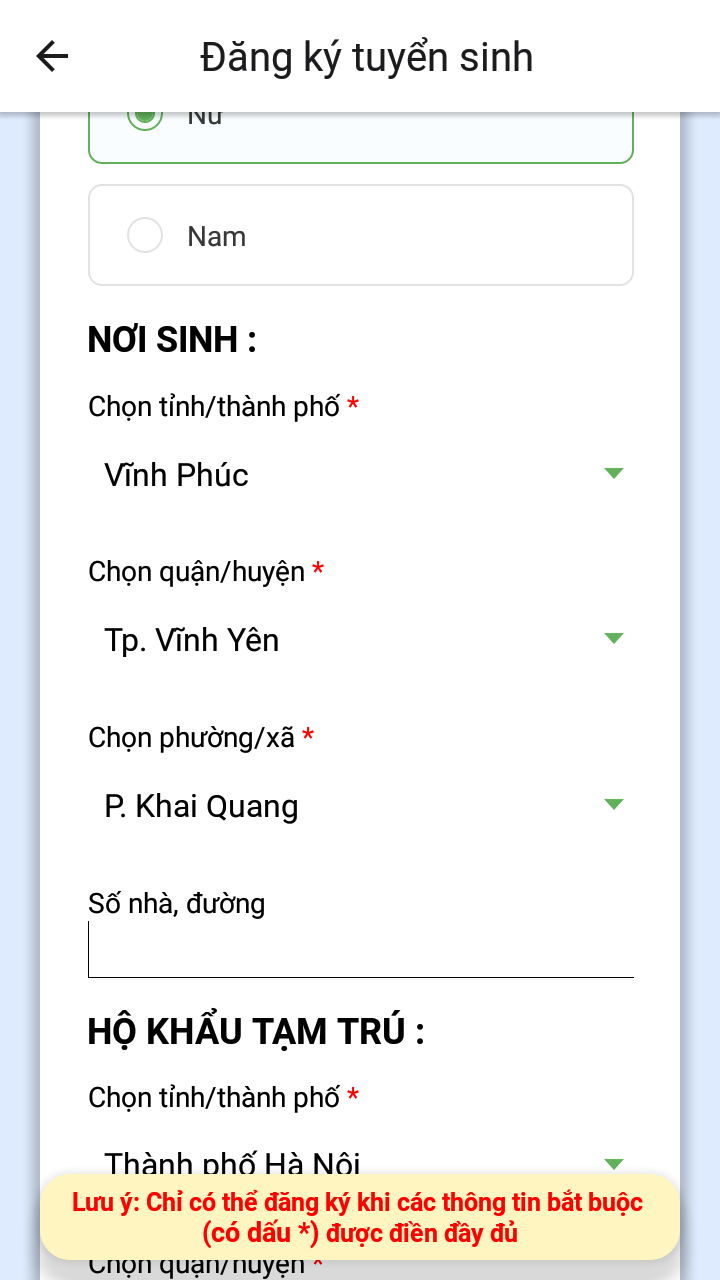 Đăng ký tuyển sinh
Nữ
Nam
NƠI SINH :
Chọn tỉnh/thành phố *
Vĩnh Phúc
Chọn quận/huyện *
Tp. Vĩnh Yên
Chọn phường/xã *
P. Khai Quang
Số nhà, đường
HỘ KHẨU TẠM TRÚ :
Chọn tỉnh/thành phố *
Thành phố Hà Nội
Lưu ý: Chỉ có thể đăng ký khi các thông tin bắt buộc
(có dấu *) được điền đầy đủ
Chọn quận/huyện *